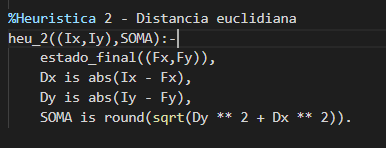 %Heuristica 2 - Distancia euclidiana
heu_2((Ix,Iy),SOMA):-
estado_final((Fx,Fy)),
Dx is abs(Ix - Fx),
Dy is abs(Iy - Fy),
SOMA is round(sqrt(Dy ** 2 + Dx ** 2)).